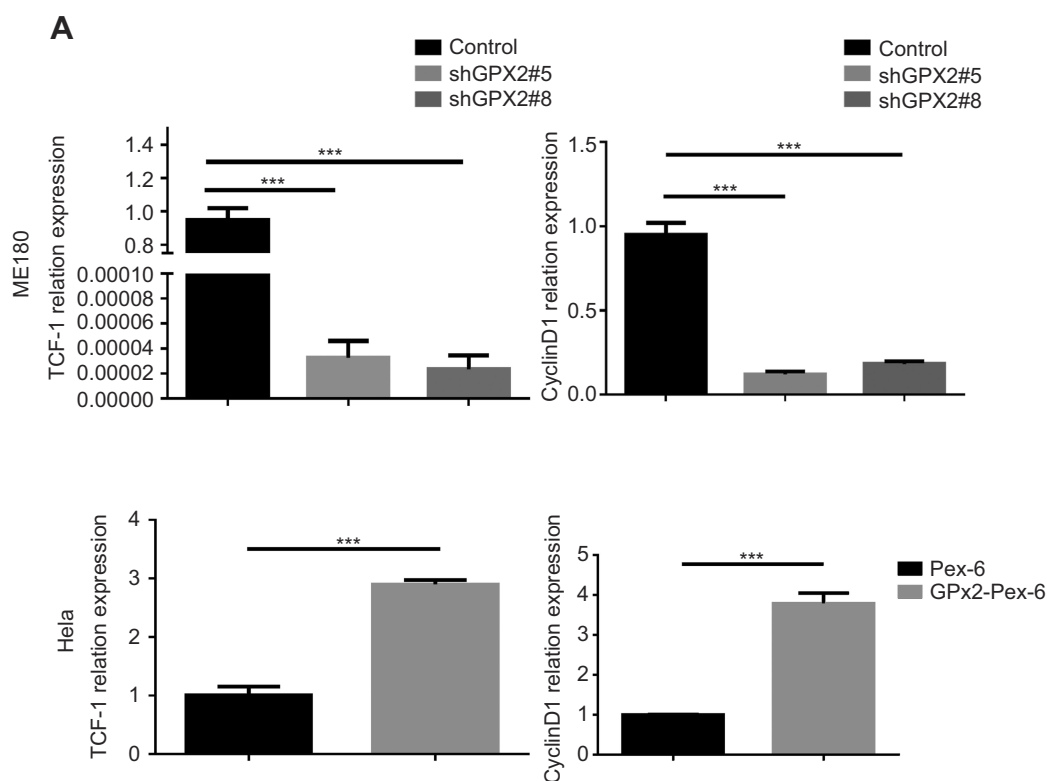 A
Control
shGPX2#5
shGPX2#8
Control
shGPX2#5
shGPX2#8
ME180
TCF-1 relation expression
1.4
1.2
1.0
0.8
0.00010
0.00008
0.00006
0.00004
0.00002
0.00000
***
***
CyclinD1 relation expression
1.5
1.0
0.5
0.0
***
***
Hela
TCF-1 relation expression
4
3
2
1
0
***
CyclinD1 relation expression
5
4
3
2
1
0
***
Pex-6
GPx2-Pex-6